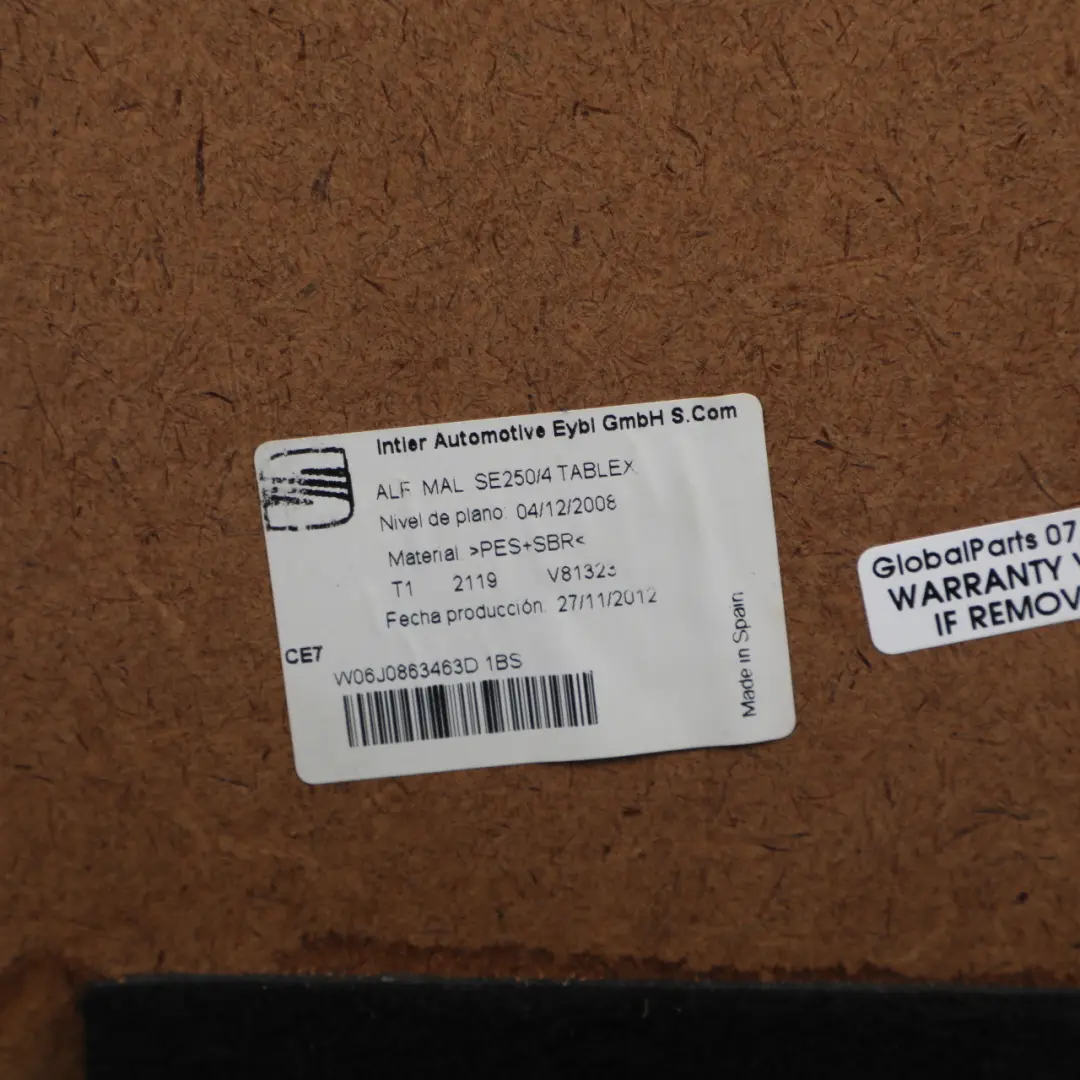 Intier Automotive Eybl GmbH S.Com
ALF MAL SE250/4 TABLEX
Nivel de plano: 04/12/2008
Material >PES+SBR<
T1 2119 V81323
Fecha producción: 27/11/2012
CE7
W06J0863463D 1BS
Made in Spain
GlobalParts 07
WARRANTY V
IF REMOV